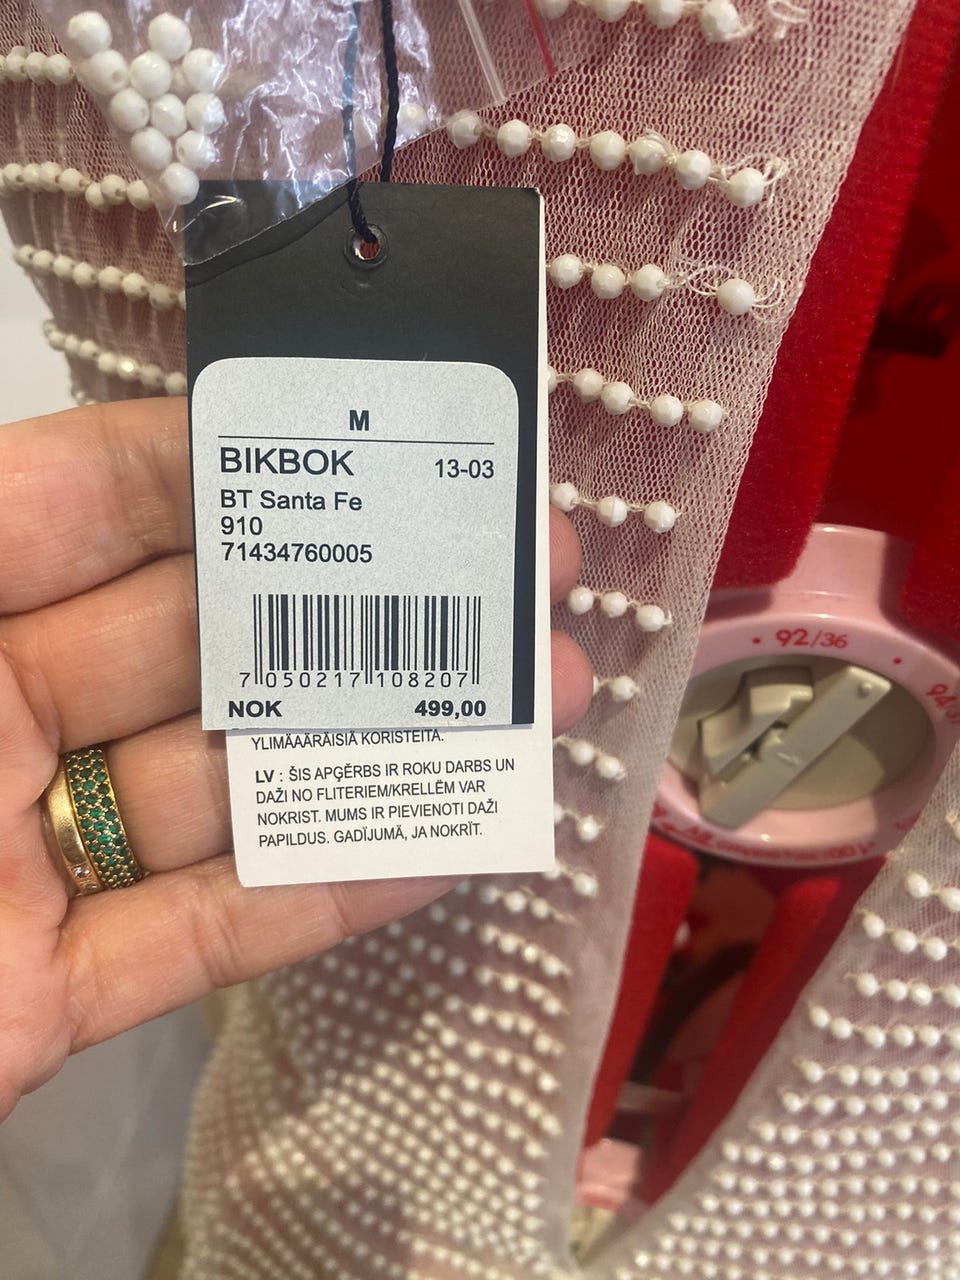 M
BIKBOK 13-03
BT Santa Fe
910
71434760005
7 050217 108207
NOK 499,00
YLIMÄÄRÄISIÄ KORISTEITA.
LV : ŠIS APĢĒRBS IR ROKU DARBS UN
DAŽI NO FLITERIEM/KRELLĒM VAR
NOKRIST. MUMS IR PIEVIENOTI DAŽI
PAPILDUS. GADĪJUMĀ, JA NOKRĪT.
92/36